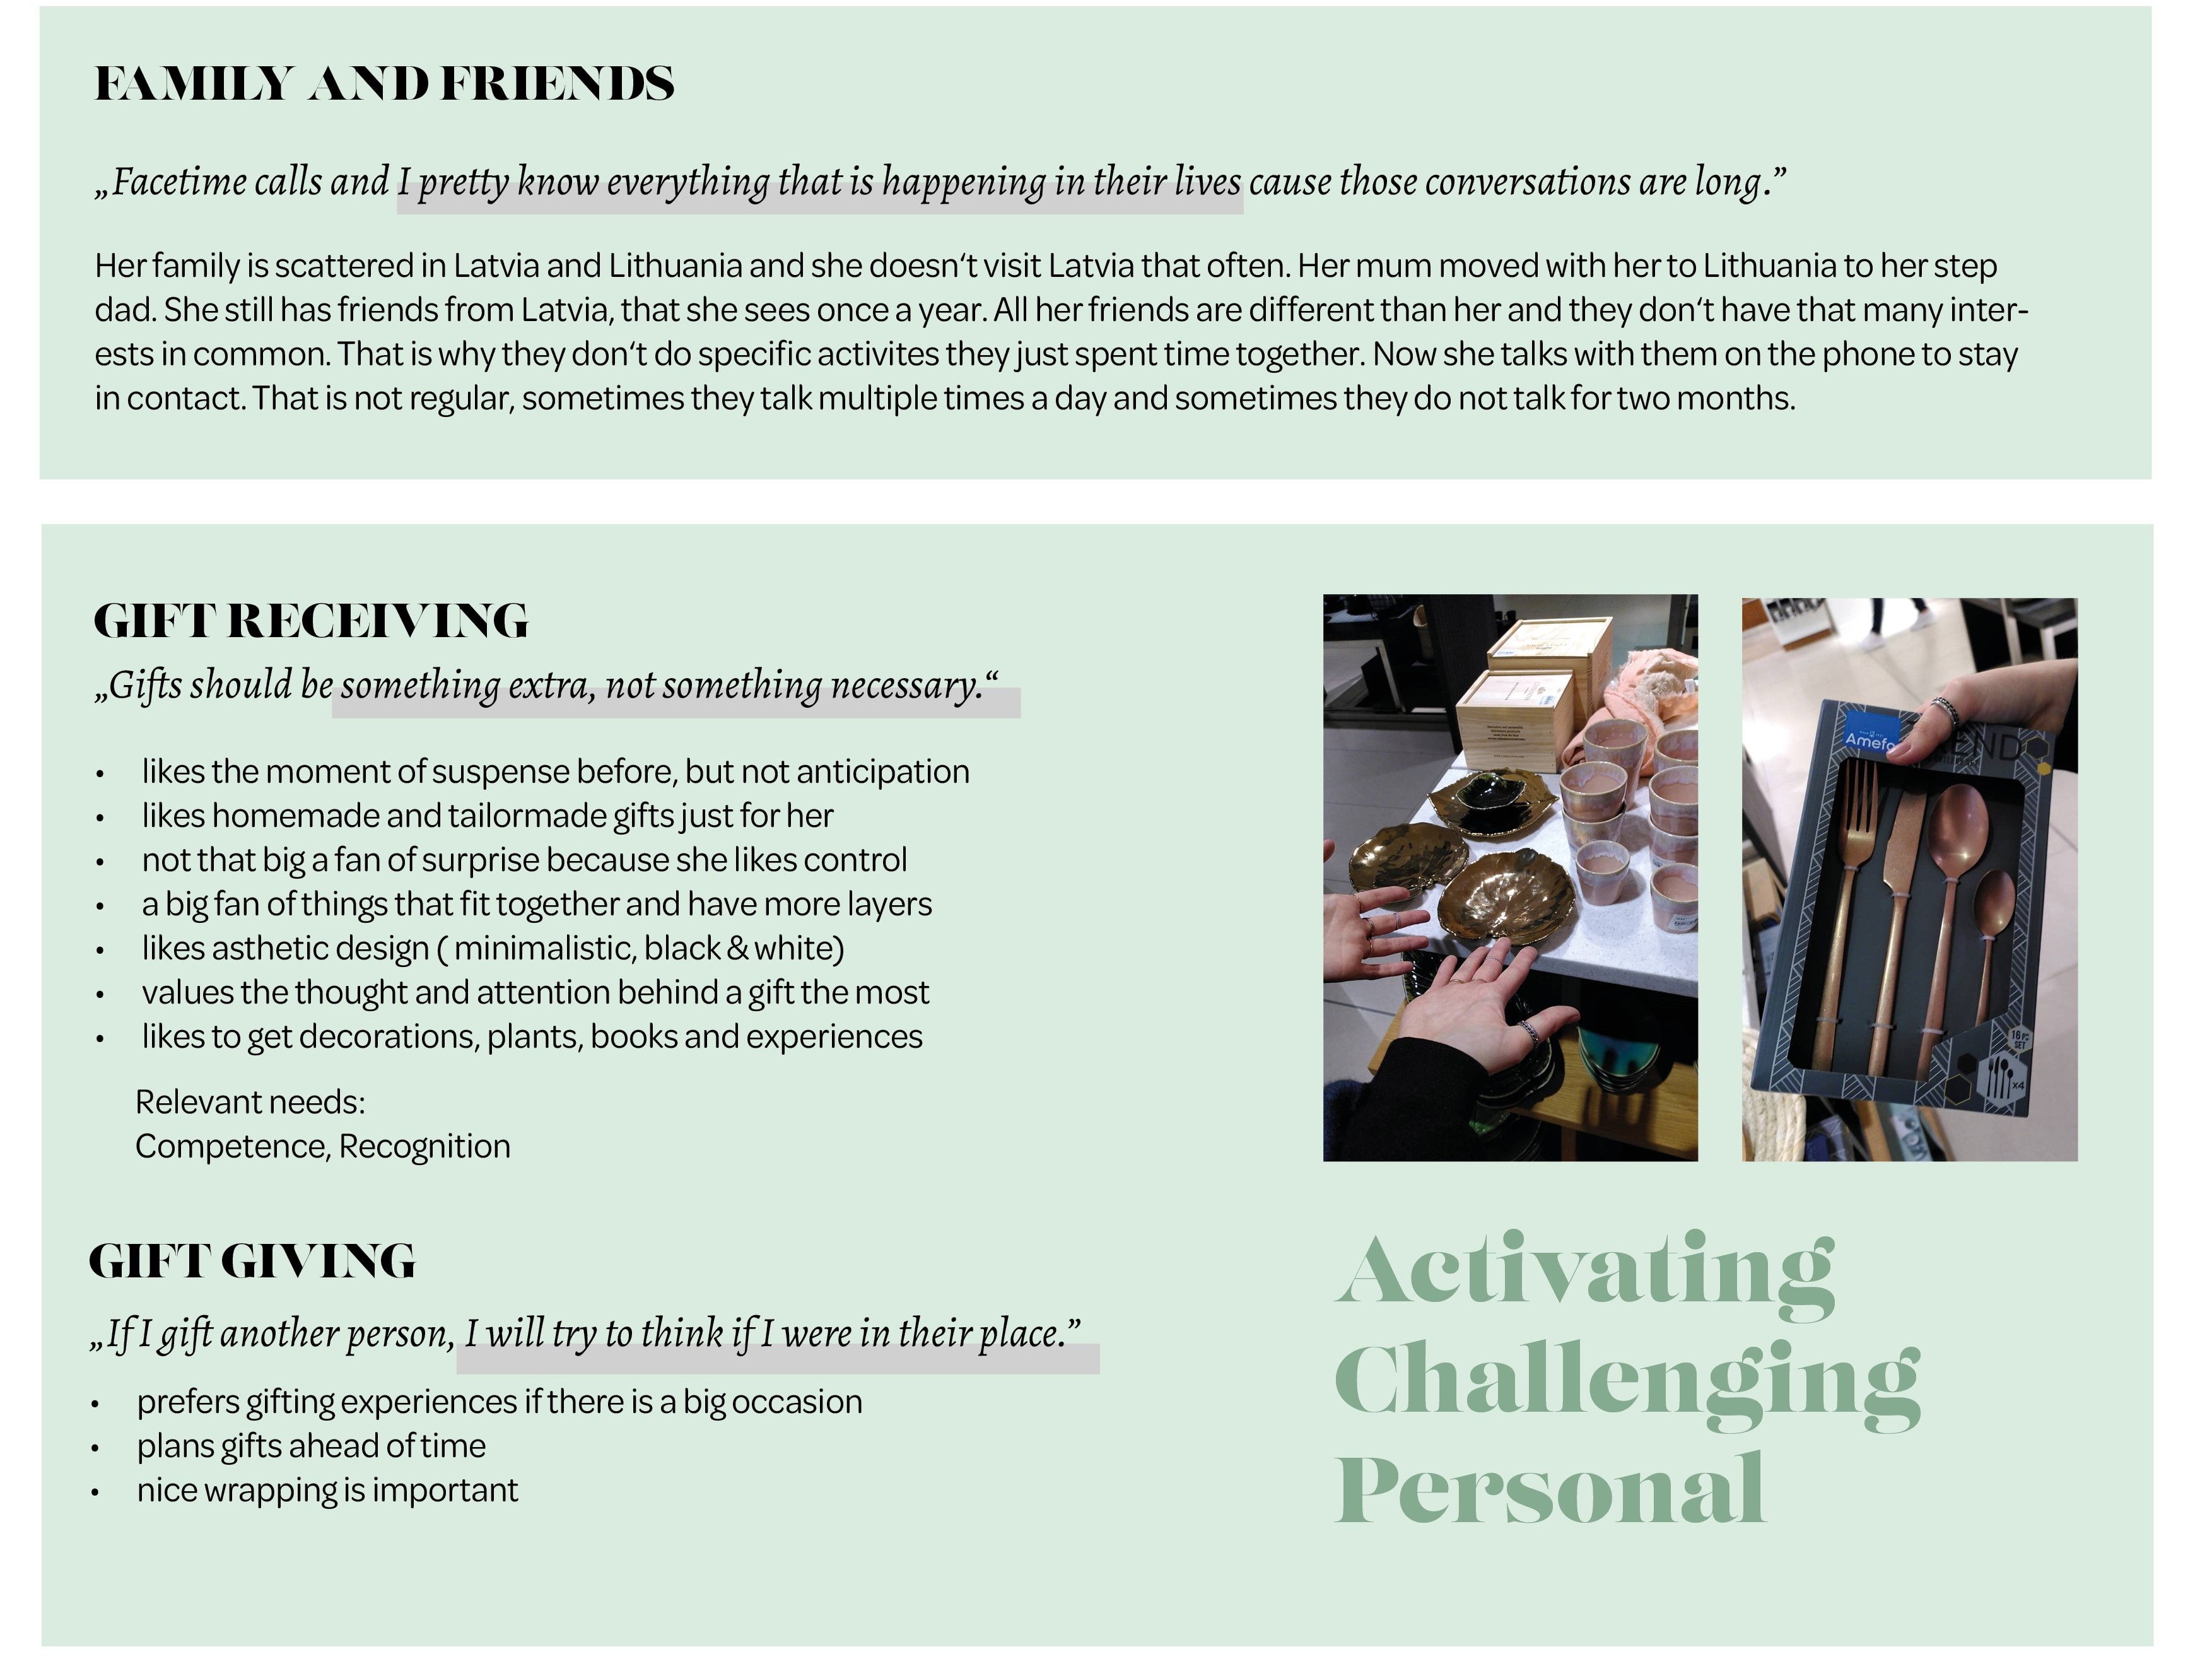 FAMILY AND FRIENDS
„Facetime calls and I pretty know everything that is happening in their lives cause those conversations are long.”
Her family is scattered in Latvia and Lithuania and she doesn‘t visit Latvia that often. Her mum moved with her to Lithuania to her step
dad. She still has friends from Latvia, that she sees once a year. All her friends are different than her and they don‘t have that many inter-
ests in common. That is why they don‘t do specific activites they just spent time together. Now she talks with them on the phone to stay
in contact. That is not regular, sometimes they talk multiple times a day and sometimes they do not talk for two months.
GIFT RECEIVING
„Gifts should be something extra, not something necessary.“
• likes the moment of suspense before, but not anticipation
• likes homemade and tailormade gifts just for her
• not that big a fan of surprise because she likes control
• a big fan of things that fit together and have more layers
• likes asthetic design ( minimalistic, black & white)
• values the thought and attention behind a gift the most
• likes to get decorations, plants, books and experiences
Relevant needs:
Competence, Recognition
GIFT GIVING
„If I gift another person, I will try to think if I were in their place.”
• prefers gifting experiences if there is a big occasion
• plans gifts ahead of time
• nice wrapping is important
Amefa
16 PC
SET
x4
Activating
Challenging
Personal